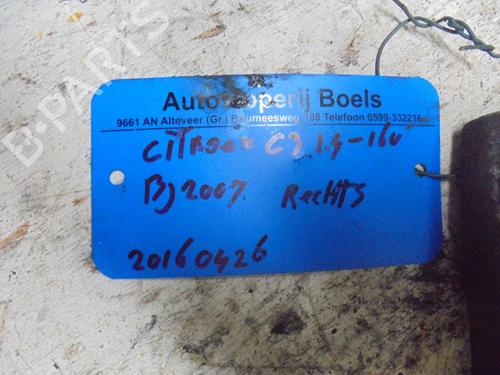 B-PARTS
Autosloperij Boels
9661 AN Alteveer (Gr.) Beumeesweg 188 Telefoon 0599-332216
CITROEN C3 1.4-16V
BJ 2007 Rechts
20160426